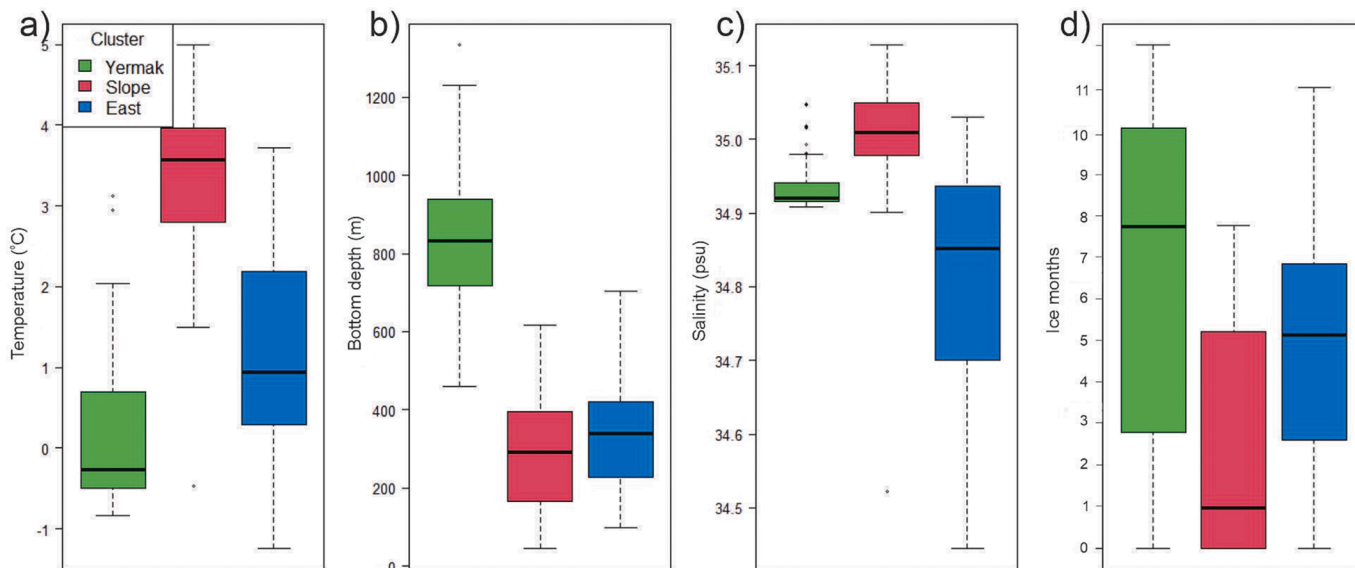 a)
Cluster
Yermak
Slope
East
Temperature (°C)
5
4
3
2
1
0
-1
b)
Bottom depth (m)
1200
1000
800
600
400
200
0
c)
Salinity (psu)
35.1
35.0
34.9
34.8
34.7
34.6
34.5
d)
Ice months
11
10
9
8
7
6
5
4
3
2
1
0